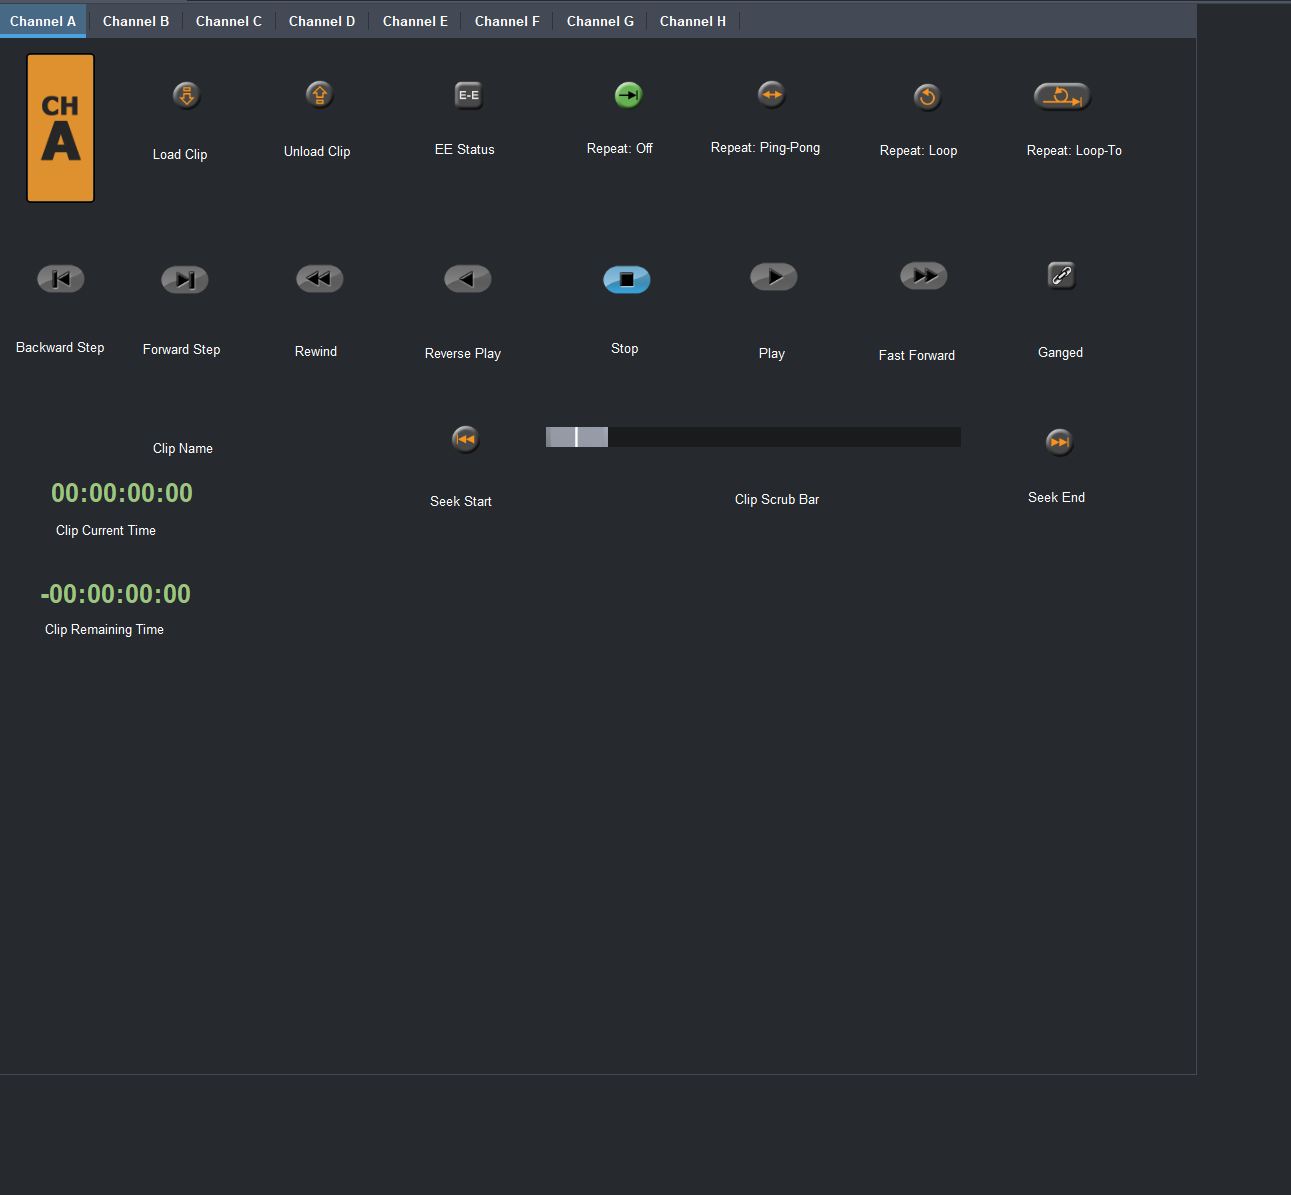 Channel A
Channel B
Channel C
Channel D
Channel E
Channel F
Channel G
Channel H
CH
A
Load Clip
Unload Clip
E-E
EE Status
Repeat: Off
Repeat: Ping-Pong
Repeat: Loop
Repeat: Loop-To
Backward Step
Forward Step
Rewind
Reverse Play
Stop
Play
Fast Forward
Ganged
Clip Name
00:00:00:00
Clip Current Time
Seek Start
Clip Scrub Bar
Seek End
-00:00:00:00
Clip Remaining Time